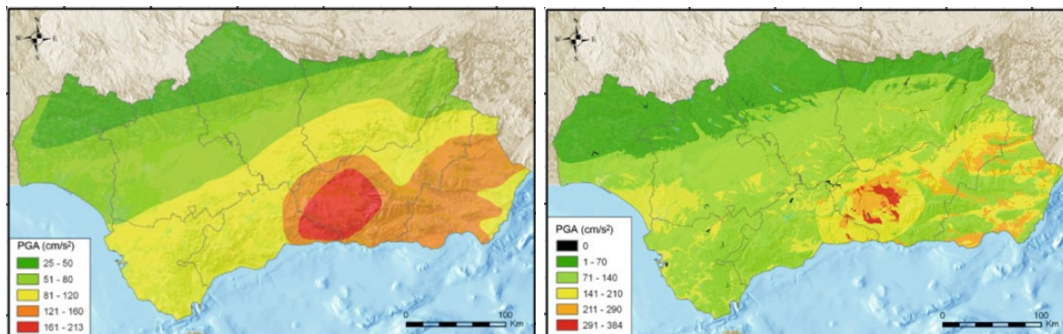 N
W E
S
PGA (cm/s²)
25 - 50
51 - 80
81 - 120
121 - 160
161 - 213
0 100
Km
N
W E
S
PGA (cm/s²)
0
1 - 70
71 - 140
141 - 210
211 - 290
291 - 384
0 100
Km